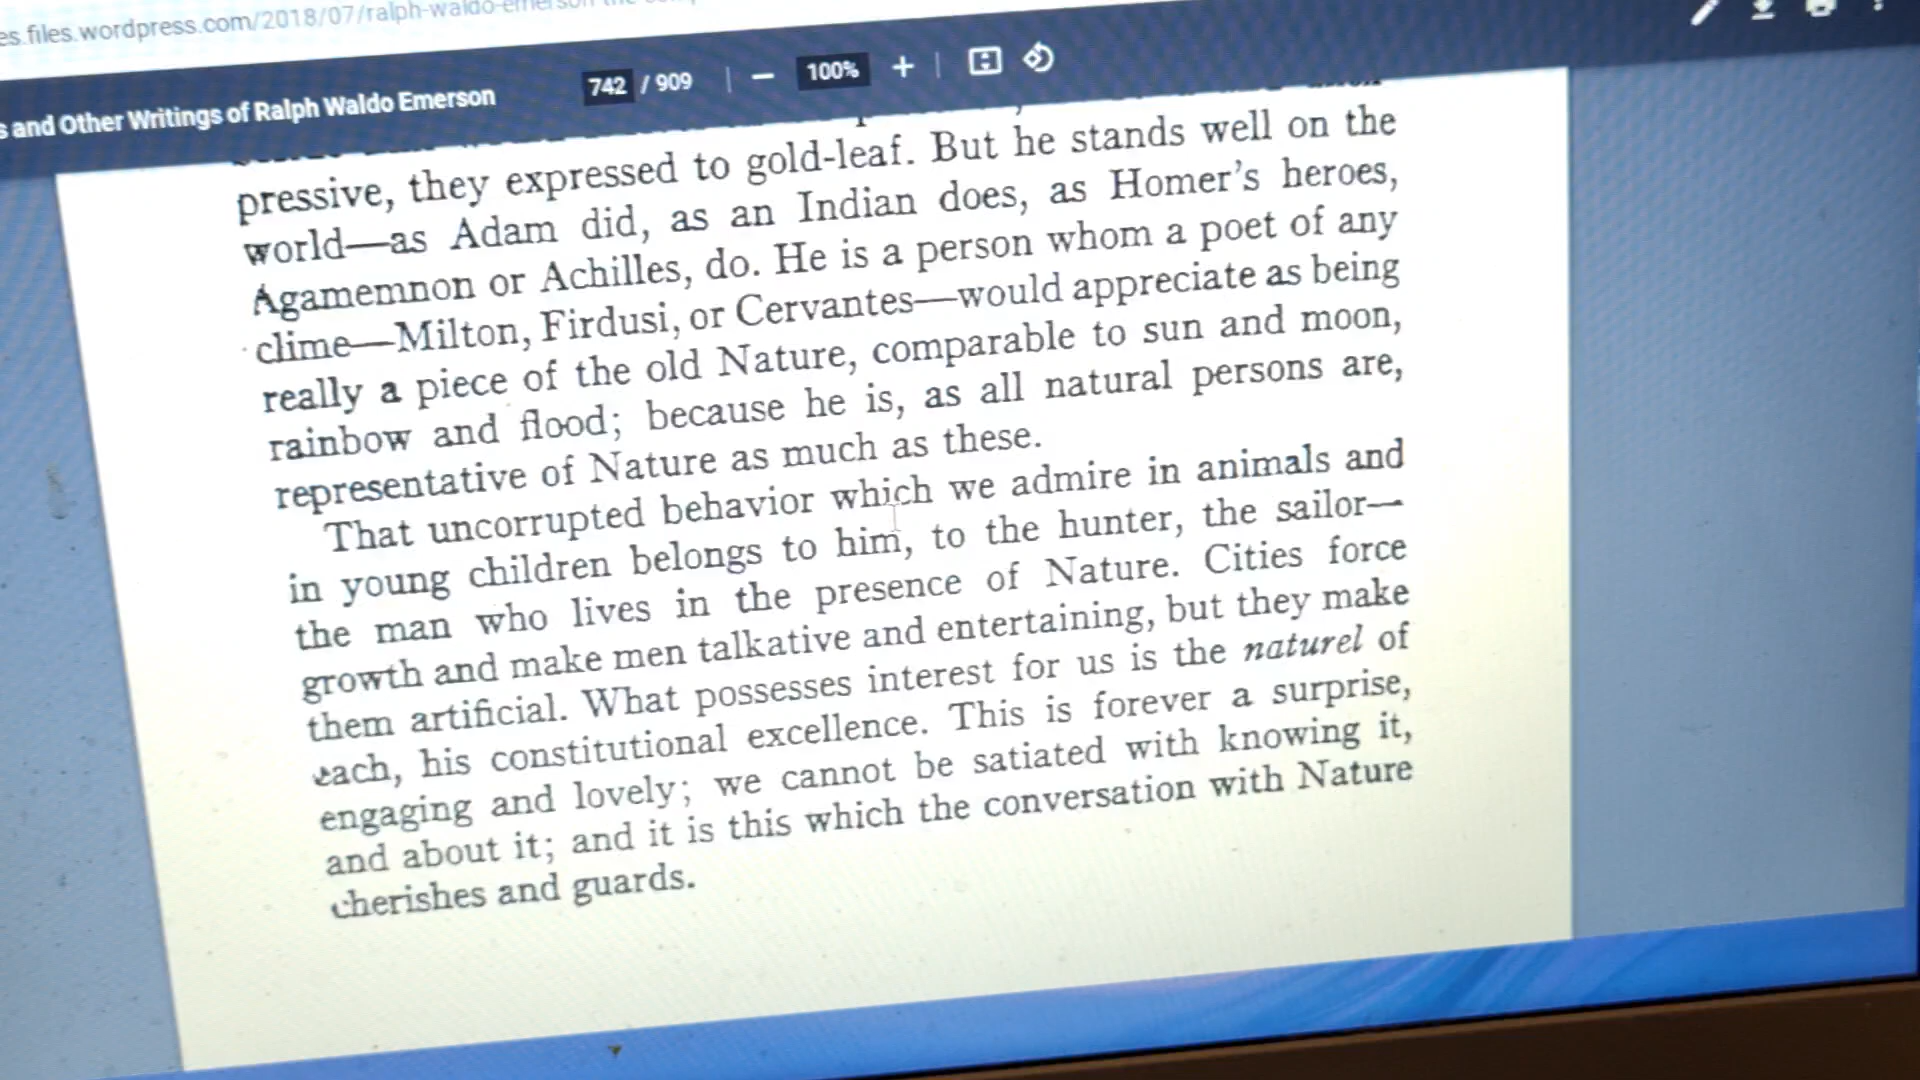 es.files.wordpress.com/2018/07/ralph-waldo-emerson-the-comp
s and Other Writings of Ralph Waldo Emerson 742 / 909 − 100% +
pressive, they expressed to gold-leaf. But he stands well on the
world—as Adam did, as an Indian does, as Homer's heroes,
Agamemnon or Achilles, do. He is a person whom a poet of any
clime—Milton, Firdusi, or Cervantes—would appreciate as being
really a piece of the old Nature, comparable to sun and moon,
rainbow and flood; because he is, as all natural persons are,
representative of Nature as much as these.
That uncorrupted behavior which we admire in animals and
in young children belongs to him, to the hunter, the sailor—
the man who lives in the presence of Nature. Cities force
growth and make men talkative and entertaining, but they make
them artificial. What possesses interest for us is the naturel of
each, his constitutional excellence. This is forever a surprise,
engaging and lovely; we cannot be satiated with knowing it,
and about it; and it is this which the conversation with Nature
cherishes and guards.